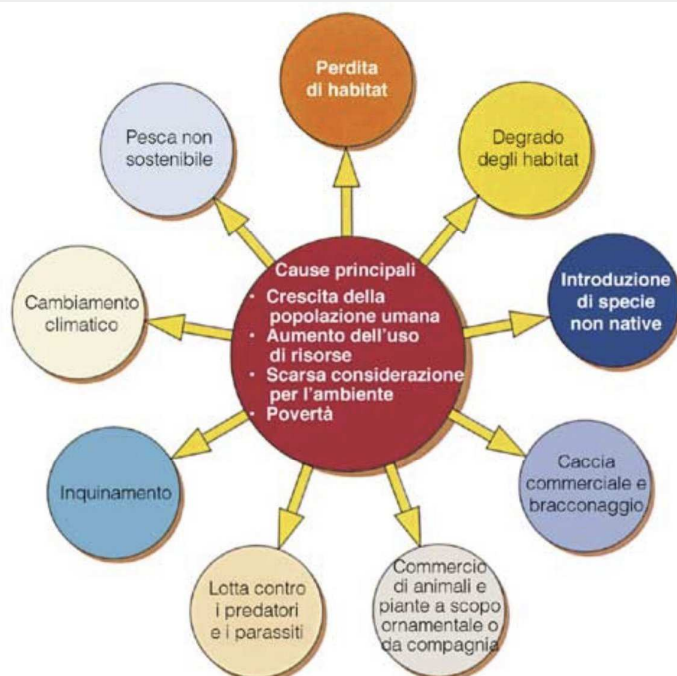 Perdita
di habitat
Degrado
degli habitat
Introduzione
di specie
non native
Caccia
commerciale e
bracconaggio
Commercio
di animali e
piante a scopo
ornamentale o
da compagnia
Lotta contro
i predatori
e i parassiti
Inquinamento
Cambiamento
climatico
Pesca non
sostenibile
Cause principali
• Crescita della
popolazione umana
• Aumento dell'uso
di risorse
• Scarsa considerazione
per l'ambiente
• Povertà